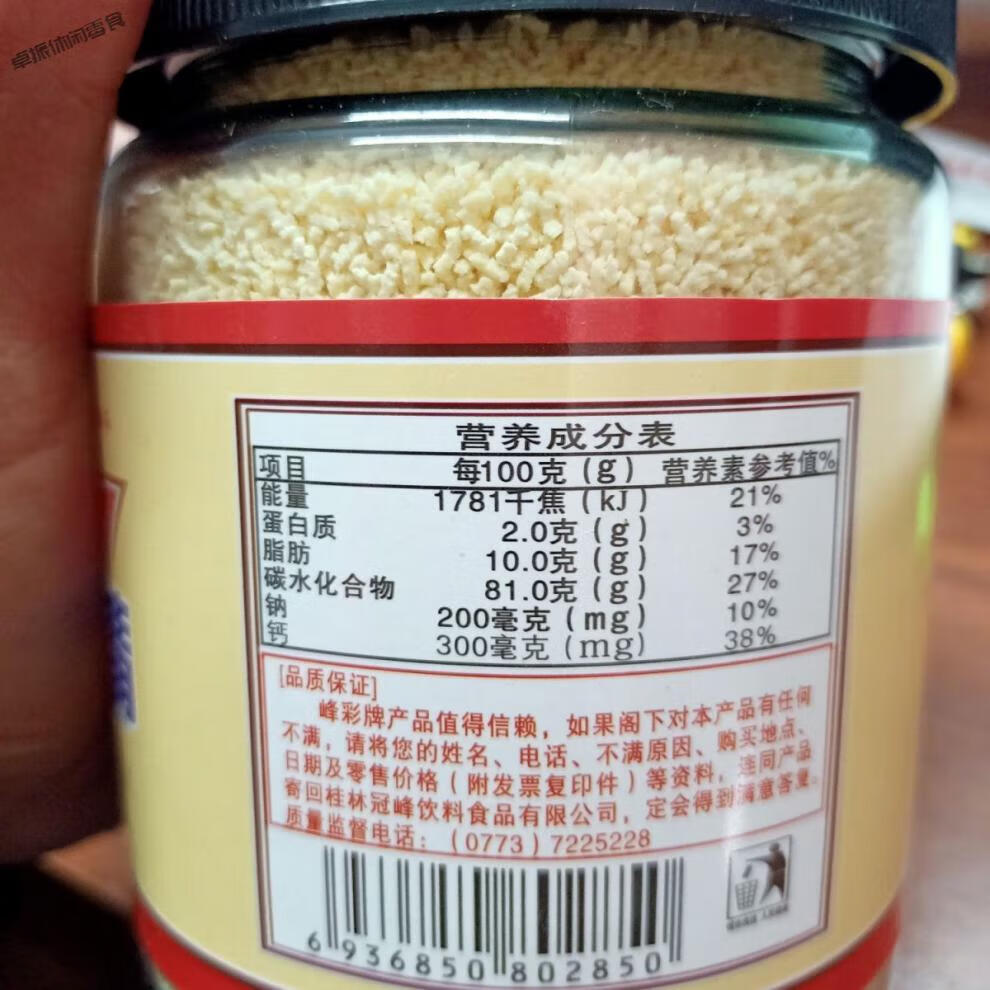 卓振休闲零食
营养成分表
项目 每100克(g) 营养素参考值%
能量 1781千焦(kJ) 21%
蛋白质 2.0克(g) 3%
脂肪 10.0克(g) 17%
碳水化合物 81.0克(g) 27%
钠 200毫克(mg) 10%
钙 300毫克(mg) 38%
[品质保证]
峰彩牌产品值得信赖，如果阁下对本产品有任何
不满，请将您的姓名、电话、不满原因、购买地点、
日期及零售价格(附发票复印件)等资料，连同产品
寄回桂林冠峰饮料食品有限公司，定会得到满意答复。
质量监督电话：(0773)7225228
6 936850 802850